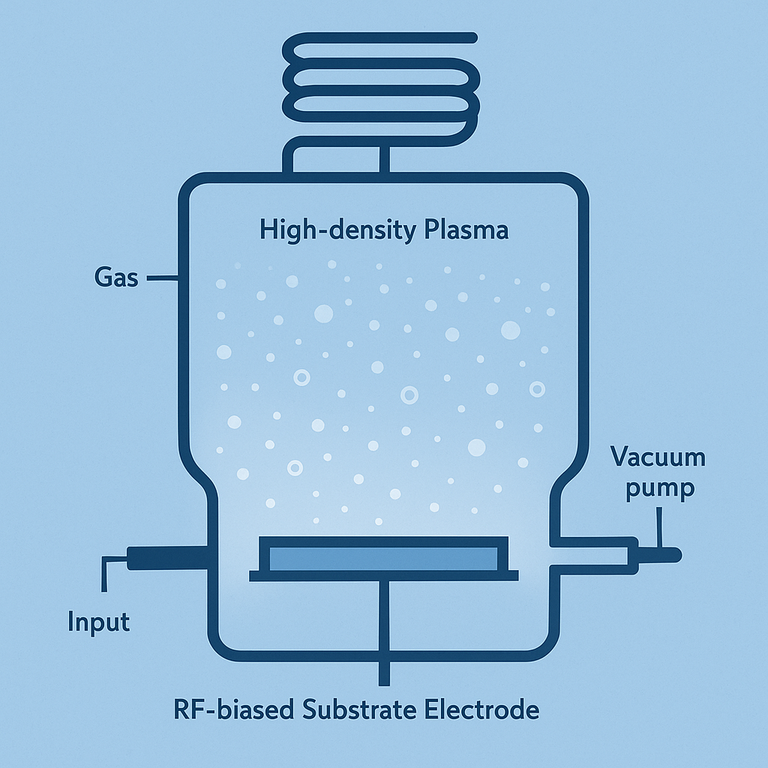 High-density Plasma
Gas
Vacuum
pump
Input
RF-biased Substrate Electrode